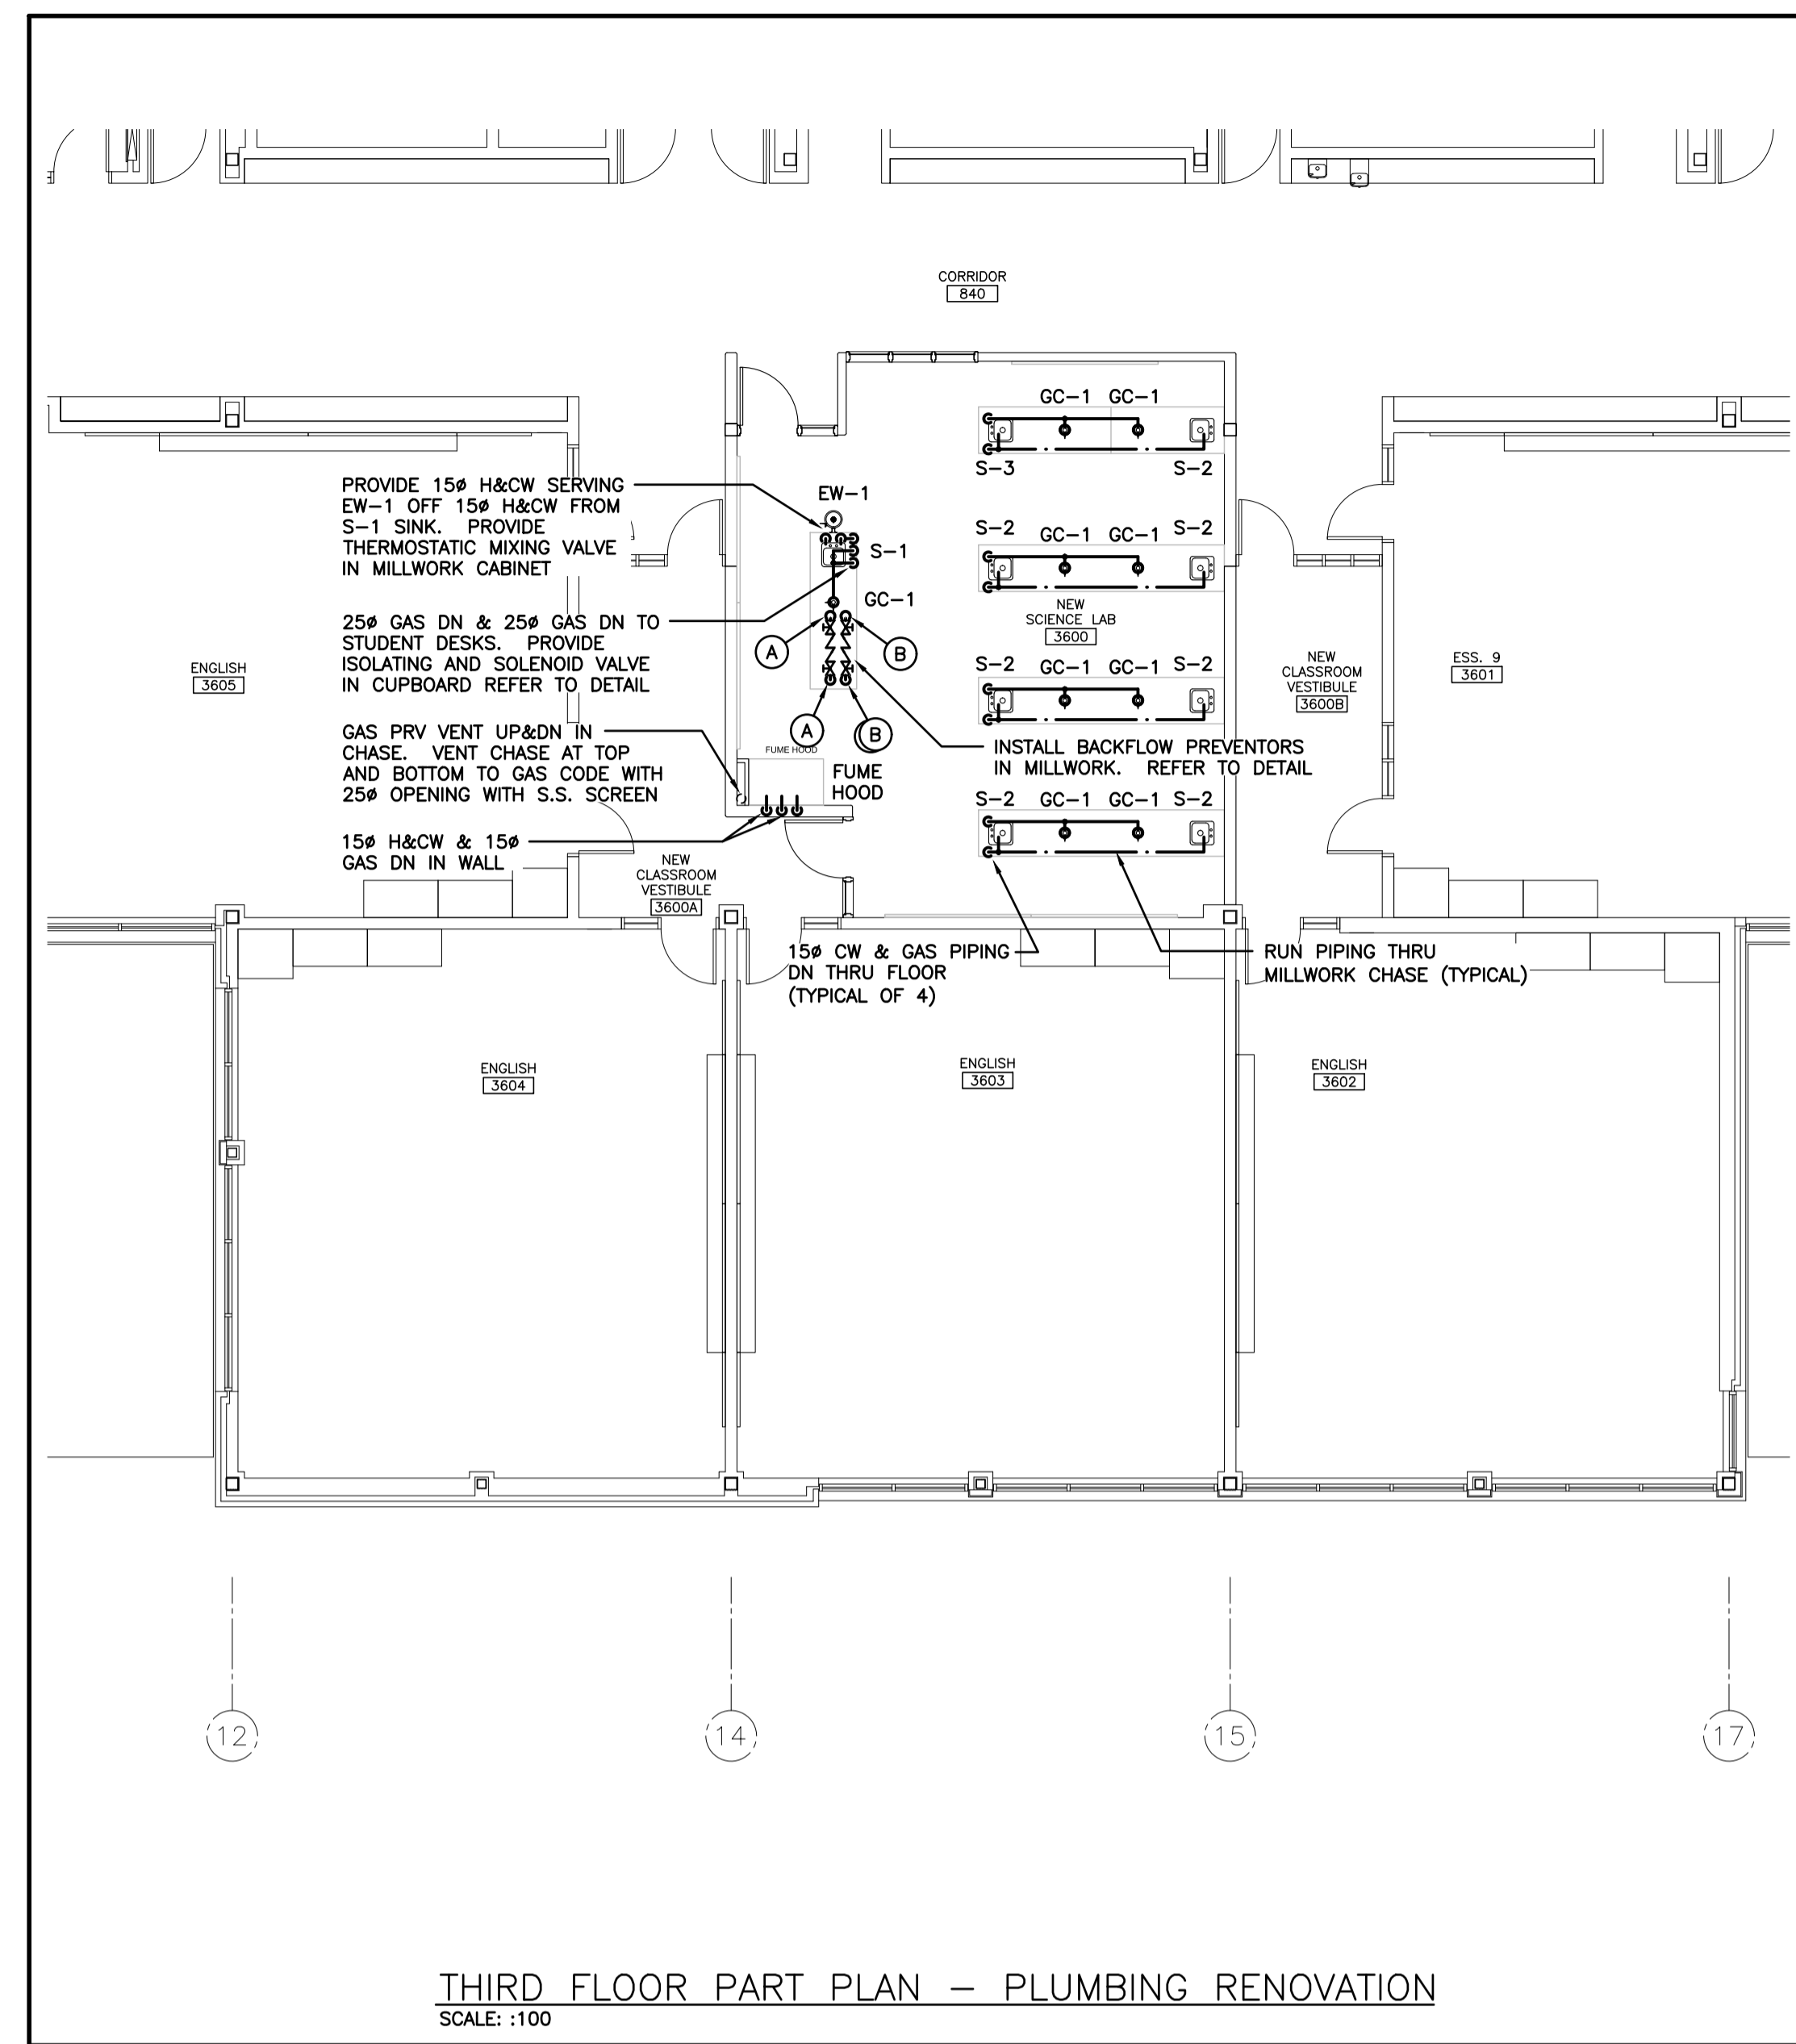 CORRIDOR
840
GC-1 GC-1
S-3 S-2
PROVIDE 15ø H&CW SERVING
EW-1 OFF 15ø H&CW FROM
S-1 SINK. PROVIDE
THERMOSTATIC MIXING VALVE
IN MILLWORK CABINET
EW-1
S-1
S-2 GC-1 GC-1 S-2
25ø GAS DN & 25ø GAS DN TO
STUDENT DESKS. PROVIDE
ISOLATING AND SOLENOID VALVE
IN CUPBOARD REFER TO DETAIL
GC-1
A
B
NEW
SCIENCE LAB
3600
ENGLISH
3605
S-2 GC-1 GC-1 S-2
NEW
CLASSROOM
VESTIBULE
3600B
ESS. 9
3601
GAS PRV VENT UP&DN IN
CHASE. VENT CHASE AT TOP
AND BOTTOM TO GAS CODE WITH
25ø OPENING WITH S.S. SCREEN
A
B
FUME HOOD
FUME
HOOD
INSTALL BACKFLOW PREVENTORS
IN MILLWORK. REFER TO DETAIL
S-2 GC-1 GC-1 S-2
15ø H&CW & 15ø
GAS DN IN WALL
NEW
CLASSROOM
VESTIBULE
3600A
15ø CW & GAS PIPING
DN THRU FLOOR
(TYPICAL OF 4)
RUN PIPING THRU
MILLWORK CHASE (TYPICAL)
ENGLISH
3604
ENGLISH
3603
ENGLISH
3602
12
14
15
17
THIRD FLOOR PART PLAN - PLUMBING RENOVATION
SCALE: :100